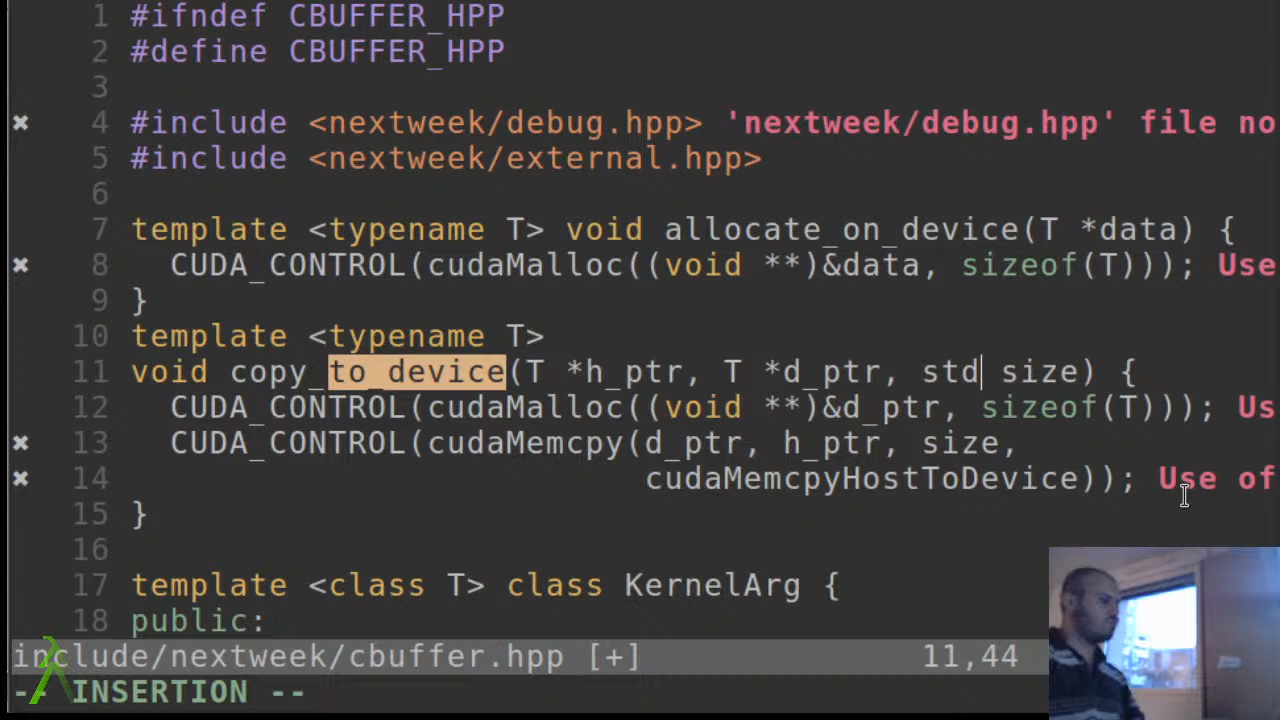 1 #ifndef CBUFFER_HPP
2 #define CBUFFER_HPP
3
✖ 4 #include <nextweek/debug.hpp> 'nextweek/debug.hpp' file no
5 #include <nextweek/external.hpp>
6
7 template <typename T> void allocate_on_device(T *data) {
✖ 8 CUDA_CONTROL(cudaMalloc((void **)&data, sizeof(T))); Use
9 }
10 template <typename T>
11 void copy_to_device(T *h_ptr, T *d_ptr, std size) {
12 CUDA_CONTROL(cudaMalloc((void **)&d_ptr, sizeof(T))); Us
✖ 13 CUDA_CONTROL(cudaMemcpy(d_ptr, h_ptr, size,
✖ 14 cudaMemcpyHostToDevice)); Use of
15 }
16
17 template <class T> class KernelArg {
18 public:
include/nextweek/cbuffer.hpp [+] 11,44
-- INSERTION --